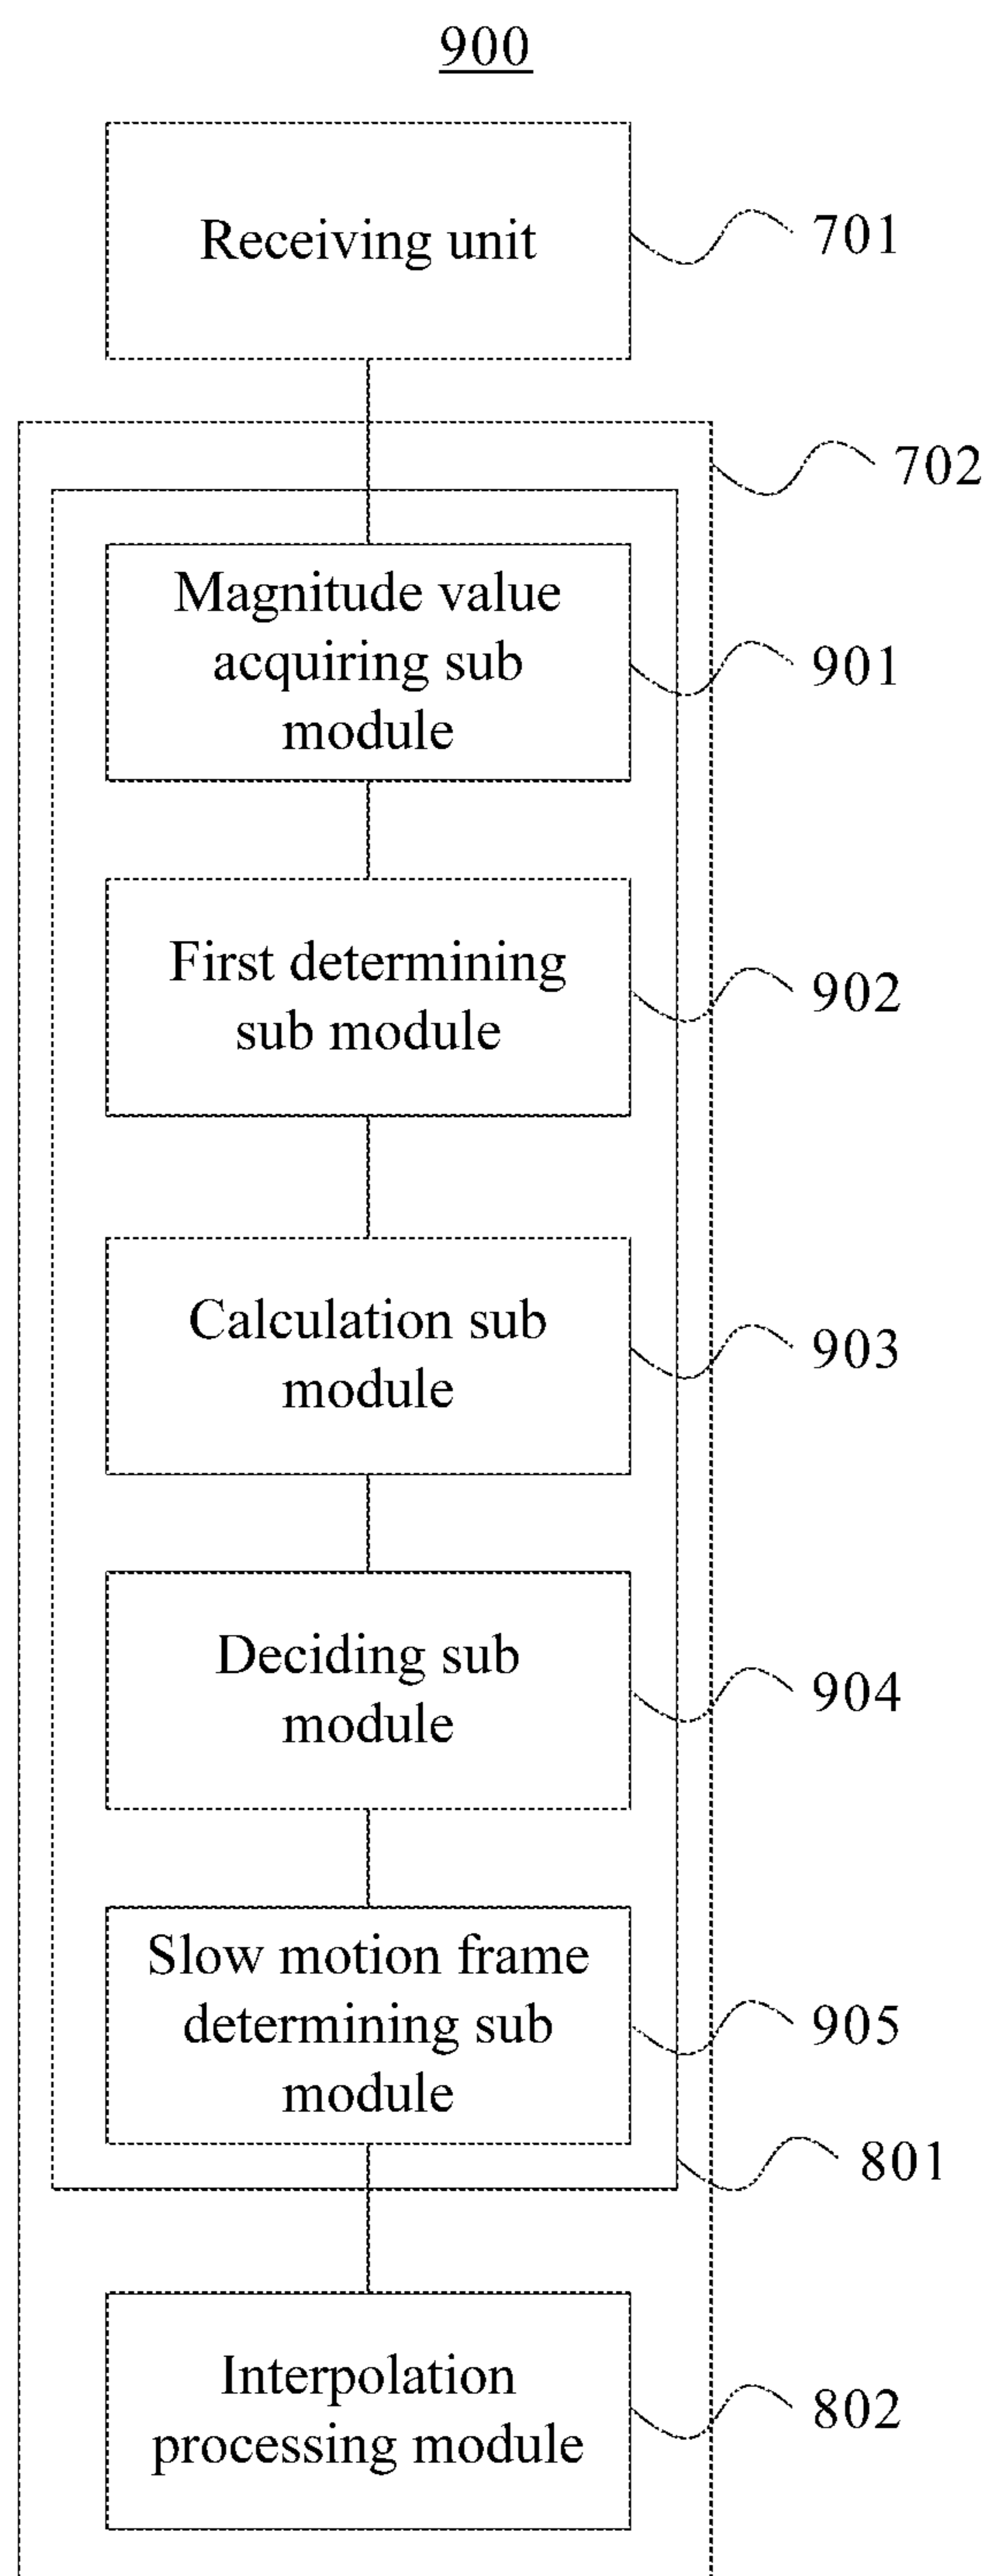 900
Receiving unit
701
702
Magnitude value
acquiring sub
module
901
First determining
sub module
902
Calculation sub
module
903
Deciding sub
module
904
Slow motion frame
determining sub
module
905
801
Interpolation
processing module
802